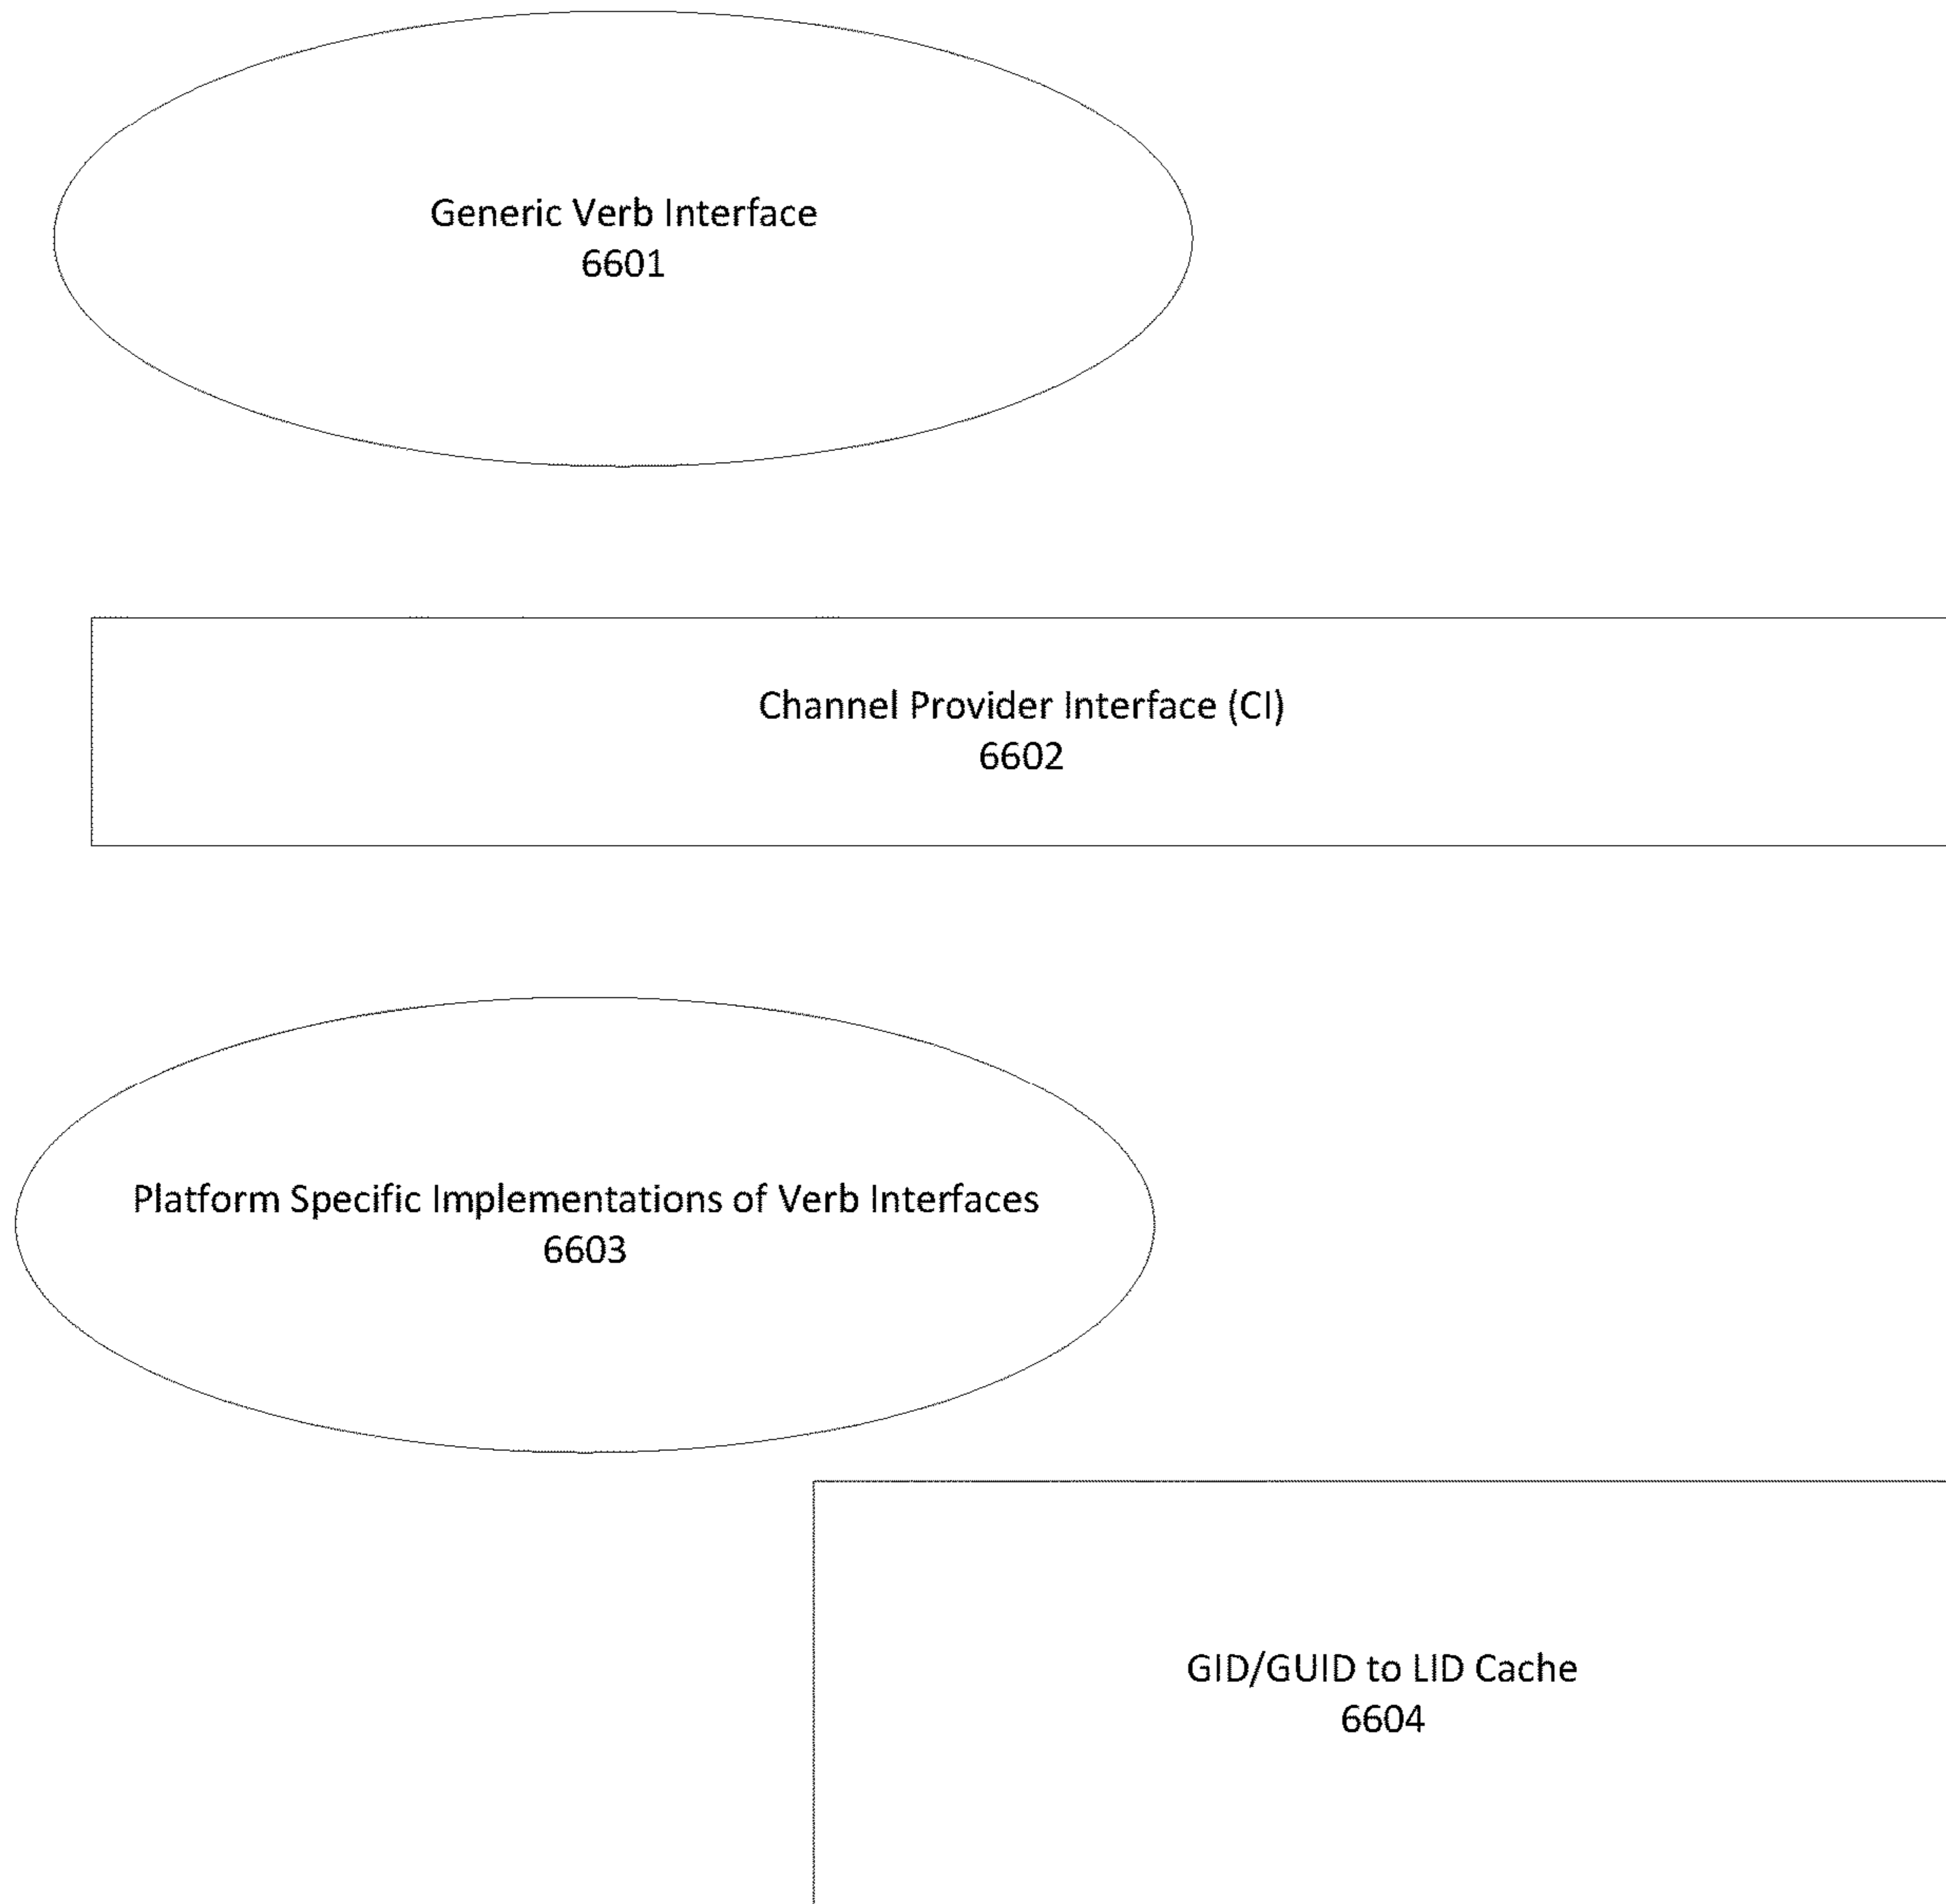 Generic Verb Interface
6601
Channel Provider Interface (CI)
6602
Platform Specific Implementations of Verb Interfaces
6603
GID/GUID to LID Cache
6604